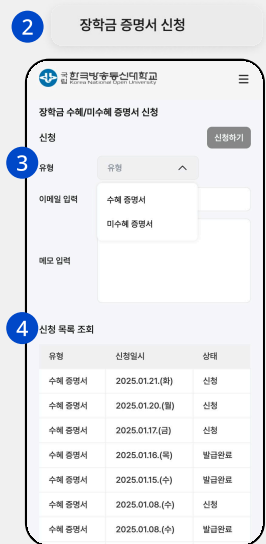 2 장학금 증명서 신청
국립 한국방송통신대학교
Korea National Open University
장학금 수혜/미수혜 증명서 신청
신청 신청하기
3 유형 유형
이메일 입력 수혜 증명서
미수혜 증명서
메모 입력
4 신청 목록 조회
유형 신청일시 상태
수혜 증명서 2025.01.21.(화) 신청
수혜 증명서 2025.01.20.(월) 신청
수혜 증명서 2025.01.17.(금) 신청
수혜 증명서 2025.01.16.(목) 발급완료
수혜 증명서 2025.01.15.(수) 발급완료
수혜 증명서 2025.01.08.(수) 신청
수혜 증명서 2025.01.08.(수) 발급완료